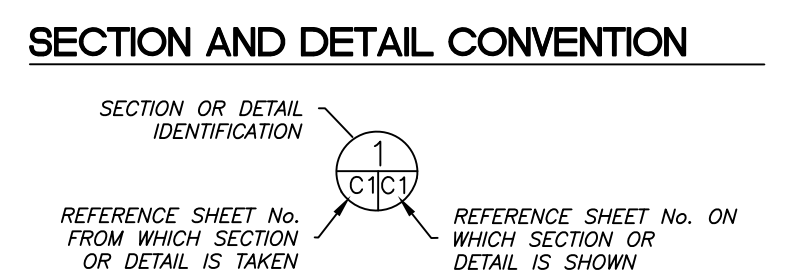 SECTION AND DETAIL CONVENTION
SECTION OR DETAIL
IDENTIFICATION
1
C1 C1
REFERENCE SHEET No.
FROM WHICH SECTION
OR DETAIL IS TAKEN
REFERENCE SHEET No. ON
WHICH SECTION OR
DETAIL IS SHOWN